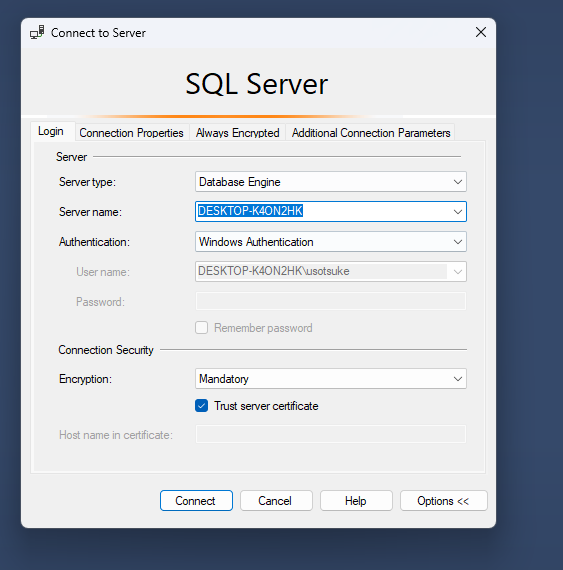 Connect to Server
SQL Server
Login Connection Properties Always Encrypted Additional Connection Parameters
Server
Server type: Database Engine
Server name: DESKTOP-K4ON2HK
Authentication: Windows Authentication
User name: DESKTOP-K4ON2HK\usotsuke
Password:
Remember password
Connection Security
Encryption: Mandatory
Trust server certificate
Host name in certificate:
Connect Cancel Help Options <<